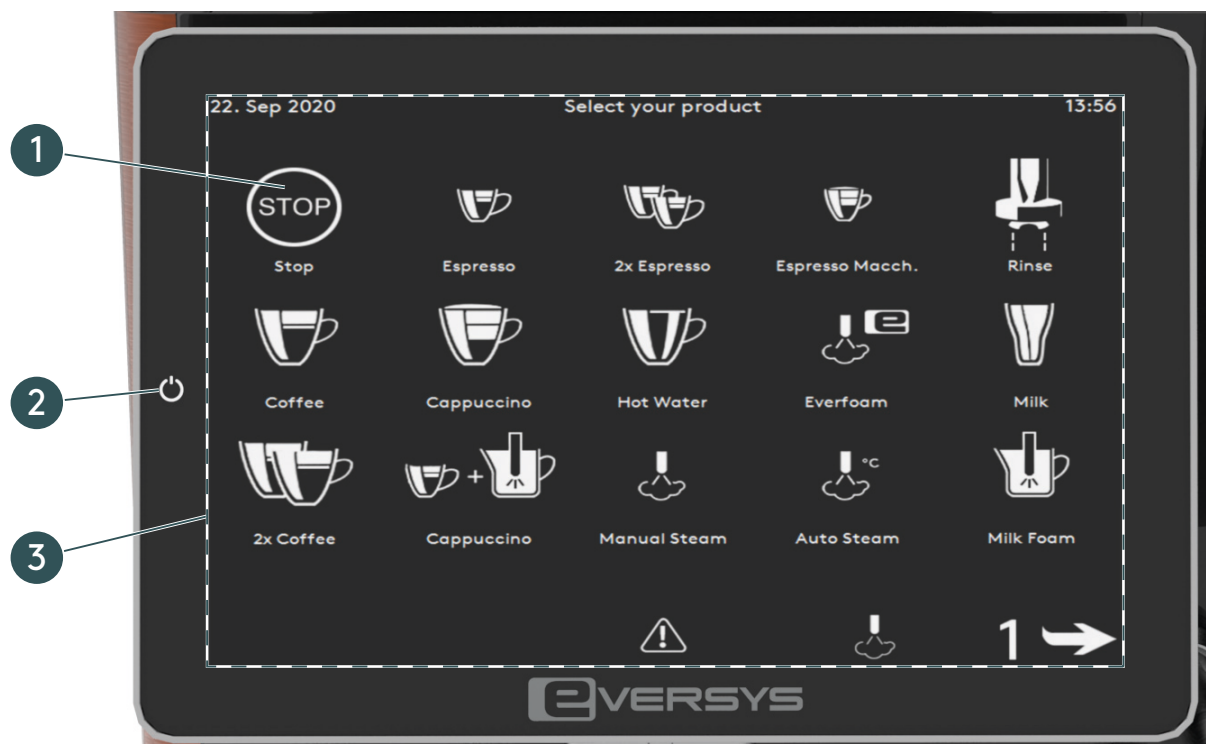 22. Sep 2020 Select your product 13:56
1
STOP
Stop Espresso 2x Espresso Espresso Macch. Rinse
e
2
Coffee Cappuccino Hot Water Everfoam Milk
+ °C
3
2x Coffee Cappuccino Manual Steam Auto Steam Milk Foam
1
eVERSYS